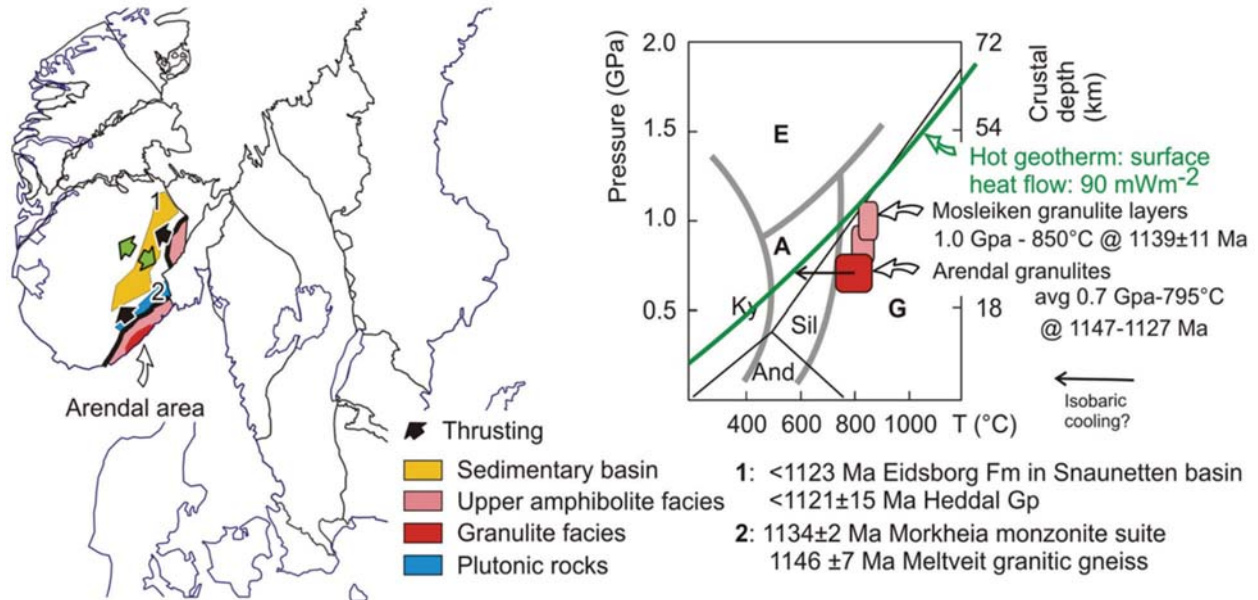 1
2
Arendal area
Thrusting
Sedimentary basin
Upper amphibolite facies
Granulite facies
Plutonic rocks
Pressure (GPa)
2.0
1.5
1.0
0.5
72
54
18
Crustal
depth
(km)
E
A
G
Ky
Sil
And
400 600 800 1000 T (°C)
Hot geotherm: surface
heat flow: 90 mWm-2
Mosleiken granulite layers
1.0 Gpa - 850°C @ 1139±11 Ma
Arendal granulites
avg 0.7 Gpa-795°C
@ 1147-1127 Ma
Isobaric
cooling?
1: <1123 Ma Eidsborg Fm in Snaunetten basin
<1121±15 Ma Heddal Gp
2: 1134±2 Ma Morkheia monzonite suite
1146 ±7 Ma Meltveit granitic gneiss